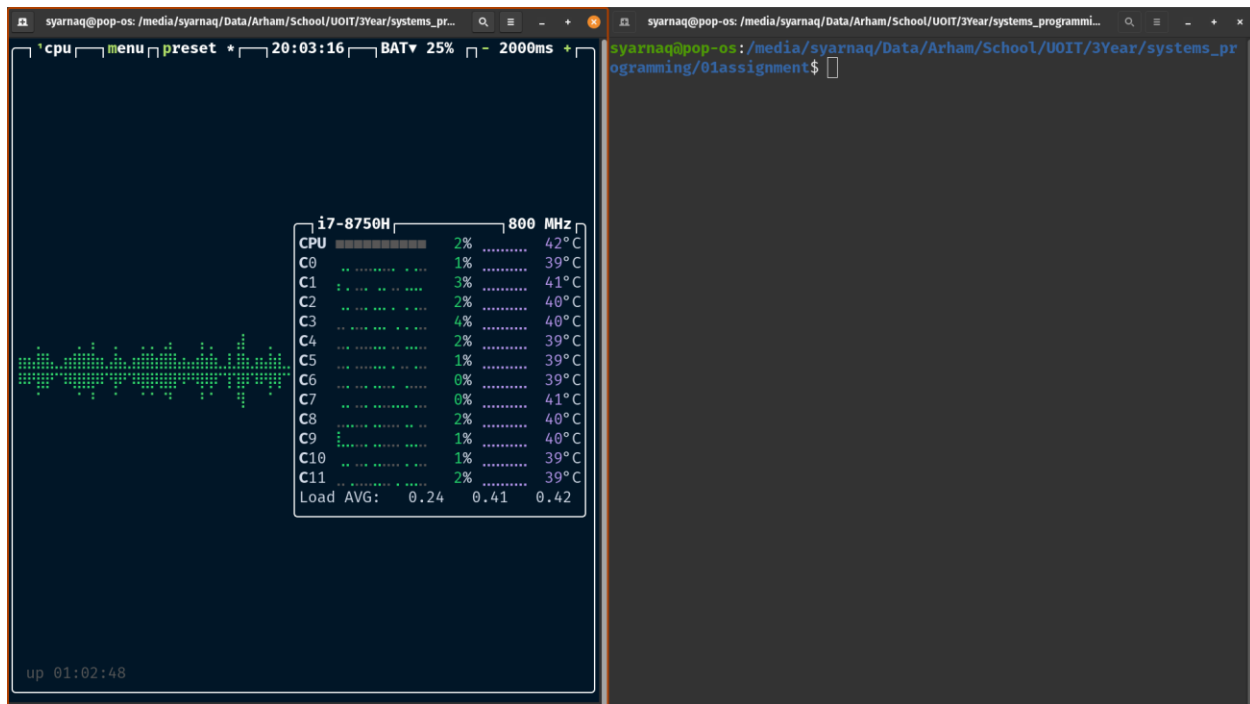 syarnaq@pop-os: /media/syarnaq/Data/Arham/School/UOIT/3Year/systems_pr...
¹cpu menu preset * 20:03:16 BAT▼ 25% - 2000ms +
i7-8750H 800 MHz
CPU 2% 42°C
C0 1% 39°C
C1 3% 41°C
C2 2% 40°C
C3 4% 40°C
C4 2% 39°C
C5 1% 39°C
C6 0% 39°C
C7 0% 41°C
C8 2% 40°C
C9 1% 40°C
C10 1% 39°C
C11 2% 39°C
Load AVG: 0.24 0.41 0.42
up 01:02:48
syarnaq@pop-os: /media/syarnaq/Data/Arham/School/UOIT/3Year/systems_programmi...
syarnaq@pop-os:/media/syarnaq/Data/Arham/School/UOIT/3Year/systems_pr
ogramming/01assignment$